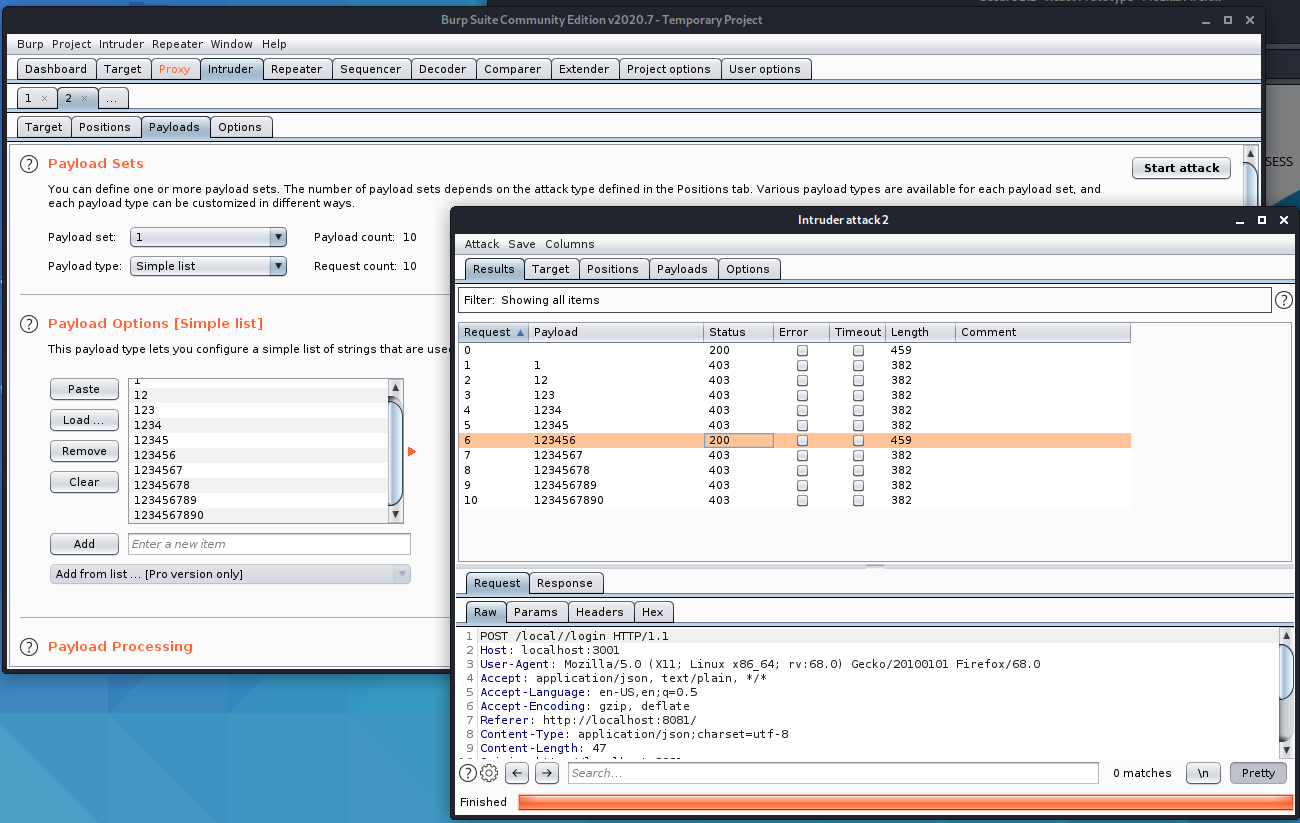 Burp Suite Community Edition v2020.7 - Temporary Project
Burp Project Intruder Repeater Window Help
Dashboard Target Proxy Intruder Repeater Sequencer Decoder Comparer Extender Project options User options
1 × 2 × ...
Target Positions Payloads Options
? Payload Sets
Start attack
SESS
You can define one or more payload sets. The number of payload sets depends on the attack type defined in the Positions tab. Various payload types are available for each payload set, and
each payload type can be customized in different ways.
Payload set: 1 Payload count: 10
Payload type: Simple list Request count: 10
? Payload Options [Simple list]
This payload type lets you configure a simple list of strings that are used
Paste
Load ...
Remove
Clear
1
12
123
1234
12345
123456
1234567
12345678
123456789
1234567890
Add Enter a new item
Add from list ... [Pro version only]
? Payload Processing
Intruder attack 2
Attack Save Columns
Results Target Positions Payloads Options
Filter: Showing all items ?
Request Payload Status Error Timeout Length Comment
0 200 459
1 1 403 382
2 12 403 382
3 123 403 382
4 1234 403 382
5 12345 403 382
6 123456 200 459
7 1234567 403 382
8 12345678 403 382
9 123456789 403 382
10 1234567890 403 382
Request Response
Raw Params Headers Hex
1 POST /local//login HTTP/1.1
2 Host: localhost:3001
3 User-Agent: Mozilla/5.0 (X11; Linux x86_64; rv:68.0) Gecko/20100101 Firefox/68.0
4 Accept: application/json, text/plain, */*
5 Accept-Language: en-US,en;q=0.5
6 Accept-Encoding: gzip, deflate
7 Referer: http://localhost:8081/
8 Content-Type: application/json;charset=utf-8
9 Content-Length: 47
? Search... 0 matches \n Pretty
Finished